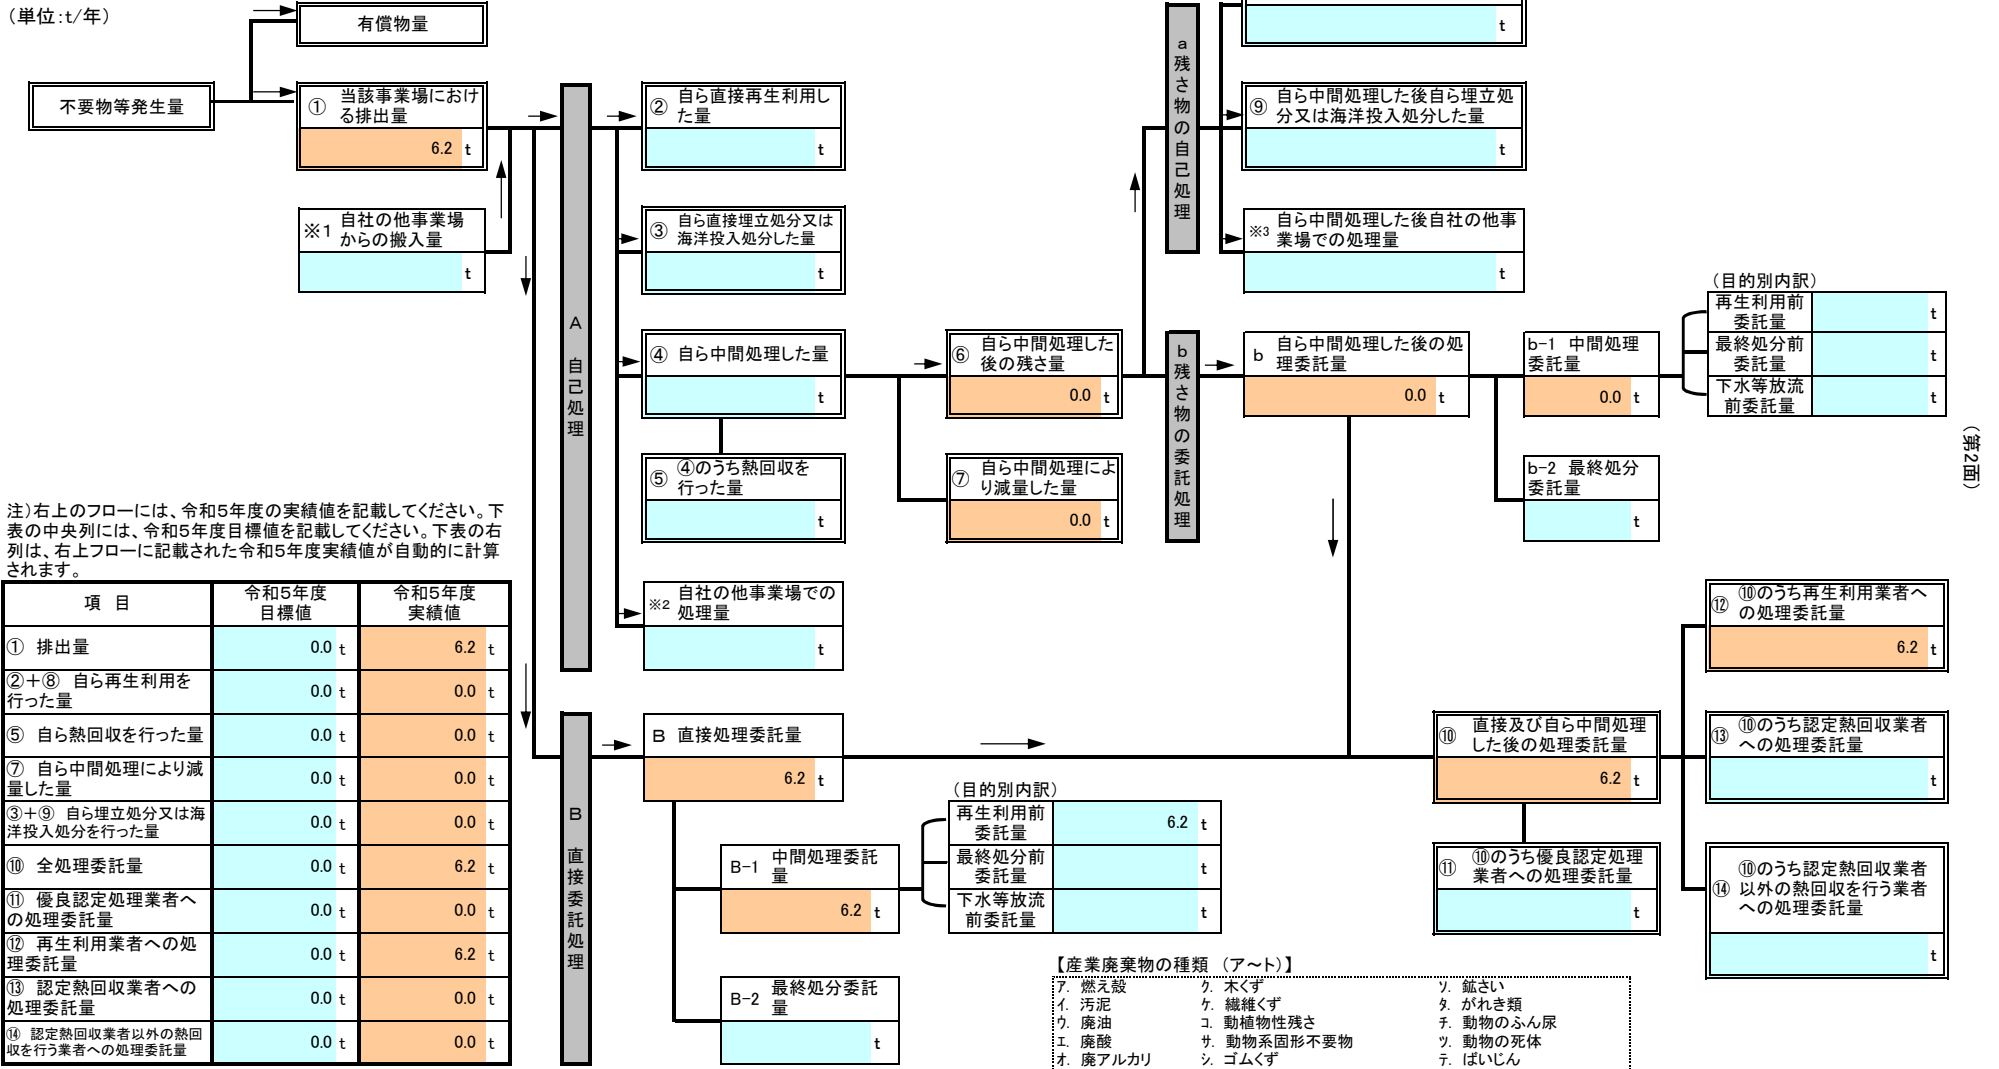 （単位:t/年）
有償物量
不要物等発生量
① 当該事業場におけ
る排出量
6.2 t
※1 自社の他事業場
からの搬入量
t
A 自己処理
② 自ら直接再生利用し
た量
t
③ 自ら直接埋立処分又は
海洋投入処分した量
t
④ 自ら中間処理した量
t
⑤ ④のうち熱回収を
行った量
t
※2 自社の他事業場での
処理量
t
⑥ 自ら中間処理した
後の残さ量
0.0 t
⑦ 自ら中間処理によ
り減量した量
0.0 t
a残さ物の自己処理
t
⑨ 自ら中間処理した後自ら埋立処
分又は海洋投入処分した量
t
※3 自ら中間処理した後自社の他事
業場での処理量
t
b残さ物の委託処理
b 自ら中間処理した後の処
理委託量
0.0 t
b-1 中間処理
委託量
0.0 t
b-2 最終処分
委託量
t
（目的別内訳）
再生利用前
委託量
t
最終処分前
委託量
t
下水等放流
前委託量
t
（第2面）
注）右上のフローには、令和5年度の実績値を記載してください。下
表の中央列には、令和5年度目標値を記載してください。下表の右
列は、右上フローに記載された令和5年度実績値が自動的に計算
されます。
項 目 令和5年度
目標値 令和5年度
実績値
① 排出量 0.0 t 6.2 t
②+⑧ 自ら再生利用を
行った量 0.0 t 0.0 t
⑤ 自ら熱回収を行った量 0.0 t 0.0 t
⑦ 自ら中間処理により減
量した量 0.0 t 0.0 t
③+⑨ 自ら埋立処分又は海
洋投入処分を行った量 0.0 t 0.0 t
⑩ 全処理委託量 0.0 t 6.2 t
⑪ 優良認定処理業者へ
の処理委託量 0.0 t 0.0 t
⑫ 再生利用業者への処
理委託量 0.0 t 6.2 t
⑬ 認定熱回収業者への
処理委託量 0.0 t 0.0 t
⑭ 認定熱回収業者以外の熱回
収を行う業者への処理委託量 0.0 t 0.0 t
B 直接委託処理
B 直接処理委託量
6.2 t
B-1 中間処理委託
量
6.2 t
B-2 最終処分委託
量
t
（目的別内訳）
再生利用前
委託量 6.2 t
最終処分前
委託量
t
下水等放流
前委託量
t
⑩ 直接及び自ら中間処理
した後の処理委託量
6.2 t
⑪ ⑩のうち優良認定処理
業者への処理委託量
t
⑫ ⑩のうち再生利用業者へ
の処理委託量
6.2 t
⑬ ⑩のうち認定熱回収業者
への処理委託量
t
⑭ ⑩のうち認定熱回収業者
以外の熱回収を行う業者
への処理委託量
t
【産業廃棄物の種類 （ア～ト）】
ア. 燃え殻 ク. 木くず ソ. 鉱さい
イ. 汚泥 ケ. 繊維くず タ. がれき類
ウ. 廃油 コ. 動植物性残さ チ. 動物のふん尿
エ. 廃酸 サ. 動物系固形不要物 ツ. 動物の死体
オ. 廃アルカリ シ. ゴムくず テ. ばいじん